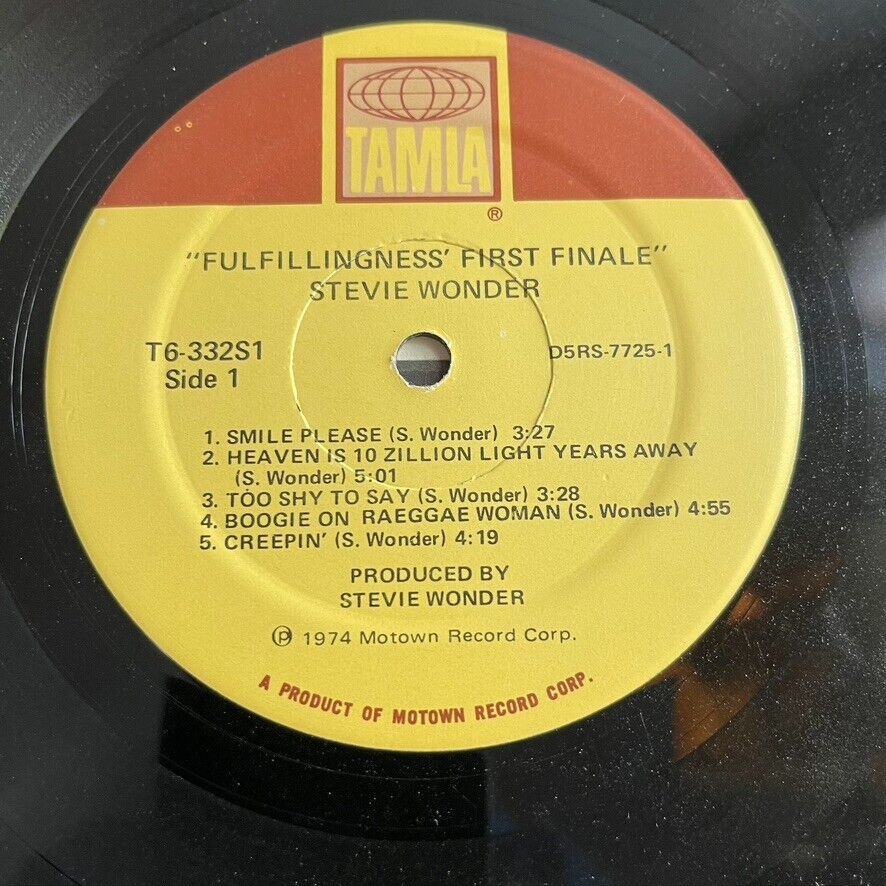 TAMLA
®
"FULFILLINGNESS' FIRST FINALE"
STEVIE WONDER
T6-332S1
Side 1
D5RS-7725-1
1. SMILE PLEASE (S. Wonder) 3:27
2. HEAVEN IS 10 ZILLION LIGHT YEARS AWAY
(S. Wonder) 5:01
3. TOO SHY TO SAY (S. Wonder) 3:28
4. BOOGIE ON RAEGGAE WOMAN (S. Wonder) 4:55
5. CREEPIN' (S. Wonder) 4:19
PRODUCED BY
STEVIE WONDER
℗ 1974 Motown Record Corp.
A PRODUCT OF MOTOWN RECORD CORP.